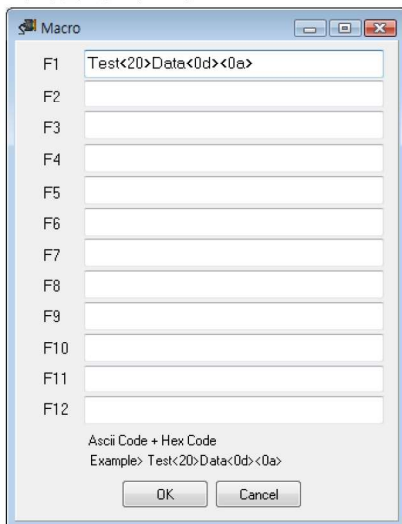 Macro
F1 Test<20>Data<0d><0a>
F2
F3
F4
F5
F6
F7
F8
F9
F10
F11
F12
Ascii Code + Hex Code
Example> Test<20>Data<0d><0a>
OK Cancel